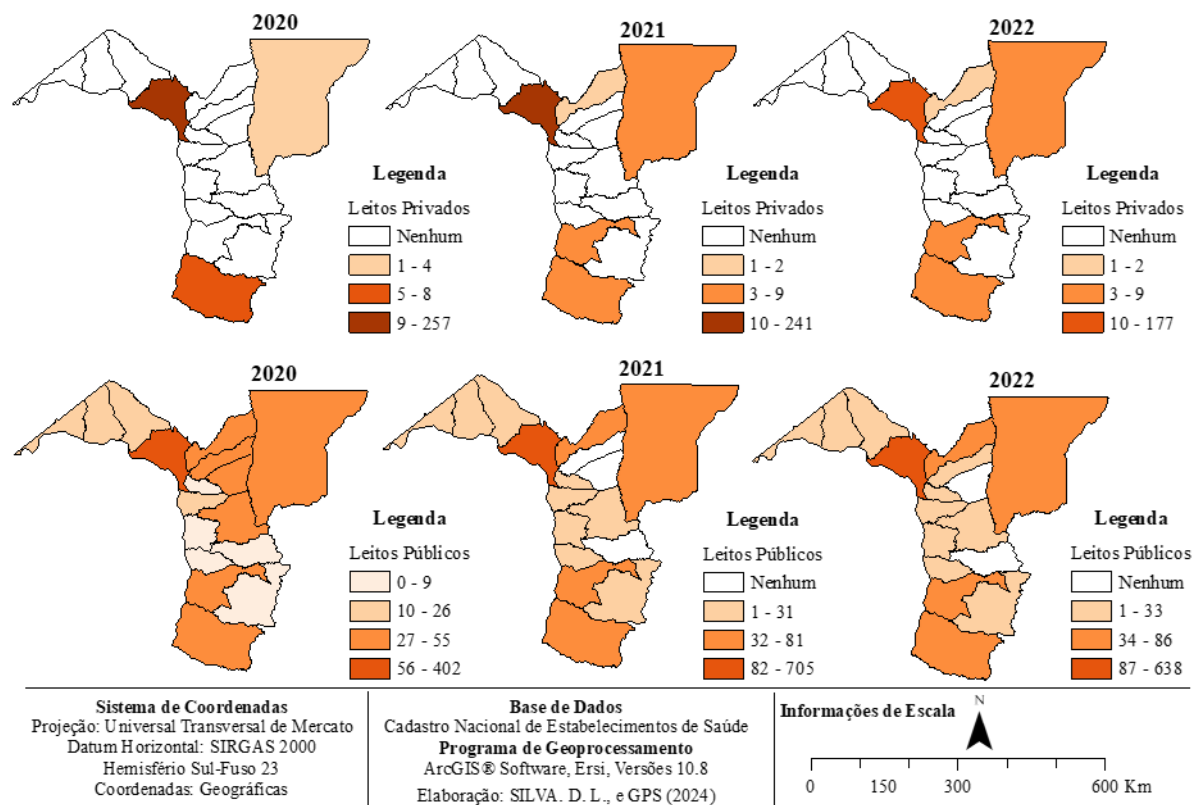 2020
2021
2022
Legenda
Leitos Privados
Nenhum
1 - 4
5 - 8
9 - 257
Legenda
Leitos Privados
Nenhum
1 - 2
3 - 9
10 - 241
Legenda
Leitos Privados
Nenhum
1 - 2
3 - 9
10 - 177
2020
2021
2022
Legenda
Leitos Públicos
0 - 9
10 - 26
27 - 55
56 - 402
Legenda
Leitos Públicos
Nenhum
1 - 31
32 - 81
82 - 705
Legenda
Leitos Públicos
Nenhum
1 - 33
34 - 86
87 - 638
Sistema de Coordenadas
Projeção: Universal Transversal de Mercato
Datum Horizontal: SIRGAS 2000
Hemisfério Sul-Fuso 23
Coordenadas: Geográficas
Base de Dados
Cadastro Nacional de Estabelecimentos de Saúde
Programa de Geoprocessamento
ArcGIS® Software, Ersi, Versões 10.8
Elaboração: SILVA. D. L., e GPS (2024)
Informações de Escala
N
0 150 300 600 Km